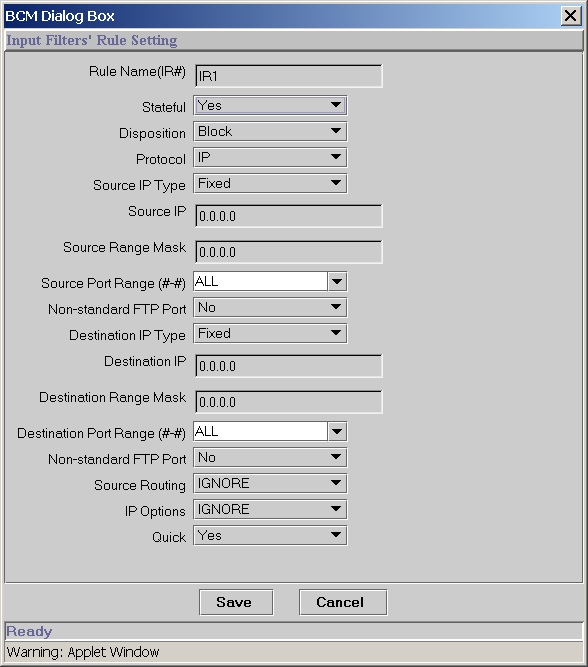 BCM Dialog Box
Input Filters' Rule Setting
Rule Name(IR#) IR1
Stateful Yes
Disposition Block
Protocol IP
Source IP Type Fixed
Source IP 0.0.0.0
Source Range Mask 0.0.0.0
Source Port Range (#-#) ALL
Non-standard FTP Port No
Destination IP Type Fixed
Destination IP 0.0.0.0
Destination Range Mask 0.0.0.0
Destination Port Range (#-#) ALL
Non-standard FTP Port No
Source Routing IGNORE
IP Options IGNORE
Quick Yes
Save Cancel
Ready
Warning: Applet Window